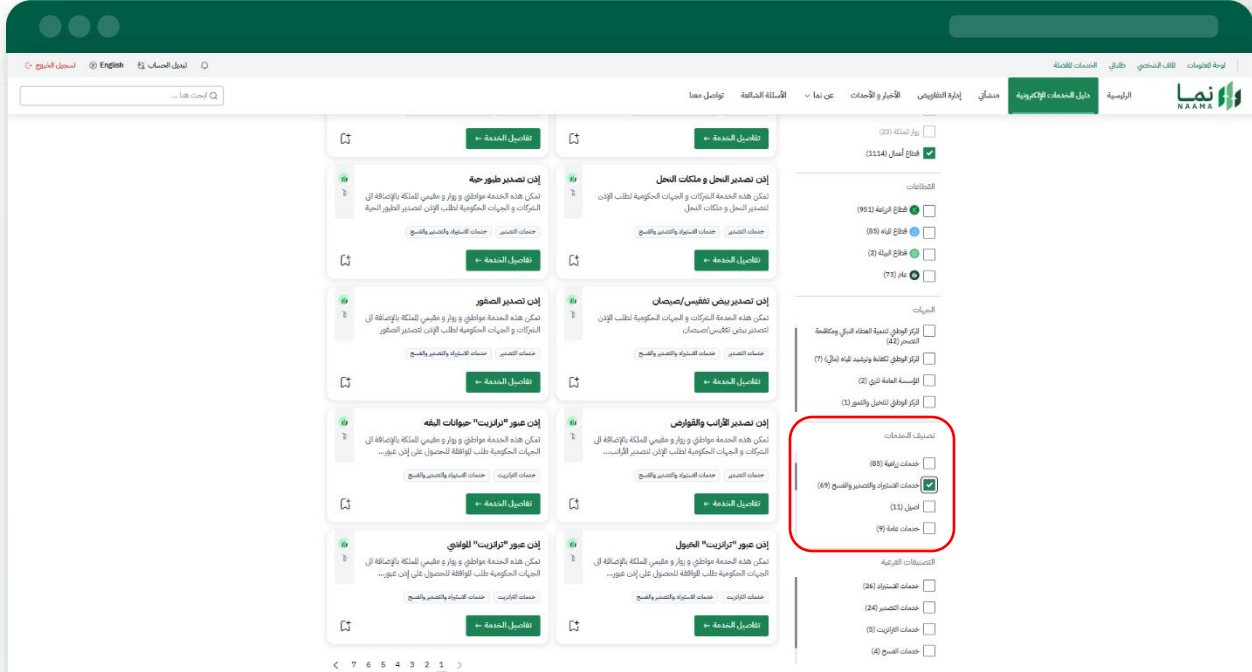 لوحة المعلومات الملف الشخصي طلباتي الخدمات المفضلة
تبديل الحساب English تسجيل الخروج
نما
NAAMA
الرئيسية دليل الخدمات الإلكترونية منشآتي إدارة التفاويض الأخبار و الأحداث عن نما الأسئلة الشائعة تواصل معنا
ابحث هنا ...
زوار المملكة (23)
قطاع أعمال (1114)
القطاعات
قطاع الزراعة (951)
قطاع المياه (85)
قطاع البيئة (2)
عام (73)
الجهات
المركز الوطني لتنمية الغطاء النباتي ومكافحة
التصحر (42)
المركز الوطني لكفاءة وترشيد المياه (مائي) (7)
المؤسسة العامة للري (2)
المركز الوطني للنخيل والتمور (1)
تصنيف الخدمات
خدمات زراعية (85)
خدمات الاستيراد والتصدير والفسح (69)
اصيل (11)
خدمات عامة (9)
التصنيفات الفرعية
خدمات الاستيراد (26)
خدمات التصدير (24)
خدمات الترانزيت (5)
خدمات الفسح (4)
تفاصيل الخدمة ←
تفاصيل الخدمة ←
إذن تصدير النحل و ملكات النحل
تمكن هذه الخدمة الشركات و الجهات الحكومية لطلب الإذن
لتصدير النحل و ملكات النحل
خدمات التصدير خدمات الاستيراد والتصدير والفسح
تفاصيل الخدمة ←
إذن تصدير طيور حية
تمكن هذه الخدمة مواطني و زوار و مقيمي المملكة بالإضافة الى
الشركات و الجهات الحكومية لطلب الإذن لتصدير الطيور الحية
خدمات التصدير خدمات الاستيراد والتصدير والفسح
تفاصيل الخدمة ←
إذن تصدير بيض تفقيس/صيصان
تمكن هذه الخدمة الشركات و الجهات الحكومية لطلب الإذن
لتصدير بيض تفقيس/صيصان
خدمات التصدير خدمات الاستيراد والتصدير والفسح
تفاصيل الخدمة ←
إذن تصدير الصقور
تمكن هذه الخدمة مواطني و زوار و مقيمي المملكة بالإضافة الى
الشركات و الجهات الحكومية لطلب الإذن لتصدير الصقور
خدمات التصدير خدمات الاستيراد والتصدير والفسح
تفاصيل الخدمة ←
إذن تصدير الأرانب والقوارض
تمكن هذه الخدمة مواطني و زوار و مقيمي المملكة بالإضافة الى
الشركات و الجهات الحكومية لطلب الإذن لتصدير الأرانب...
خدمات التصدير خدمات الاستيراد والتصدير والفسح
تفاصيل الخدمة ←
إذن عبور "ترانزيت" حيوانات اليفه
تمكن هذه الخدمة مواطني و زوار و مقيمي المملكة بالإضافة الى
الجهات الحكومية طلب الموافقة للحصول على إذن عبور...
خدمات الترانزيت خدمات الاستيراد والتصدير والفسح
تفاصيل الخدمة ←
إذن عبور "ترانزيت" الخيول
تمكن هذه الخدمة مواطني و زوار و مقيمي المملكة بالإضافة الى
الجهات الحكومية طلب الموافقة للحصول على إذن عبور...
خدمات الترانزيت خدمات الاستيراد والتصدير والفسح
تفاصيل الخدمة ←
إذن عبور "ترانزيت" المواشي
تمكن هذه الخدمة مواطني و زوار و مقيمي المملكة بالإضافة الى
الجهات الحكومية طلب الموافقة للحصول على إذن عبور...
خدمات الترانزيت خدمات الاستيراد والتصدير والفسح
تفاصيل الخدمة ←
1 2 3 4 5 6 7